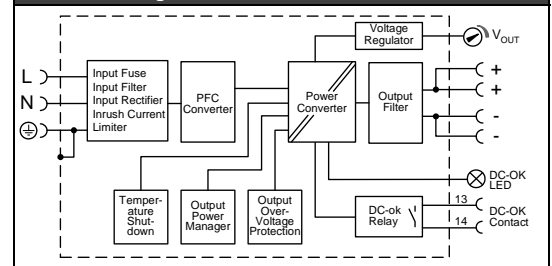 Voltage
Regulator
VOUT
L
N
Input Fuse
Input Filter
Input Rectifier
Inrush Current
Limiter
PFC
Converter
Power
Converter
Output
Filter
+
+
-
-
DC-OK
LED
Temper-
ature
Shut-
down
Output
Power
Manager
Output
Over-
Voltage
Protection
DC-ok
Relay
13
14
DC-OK
Contact